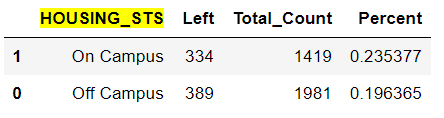 HOUSING_STS Left Total_Count Percent
1 On Campus 334 1419 0.235377
0 Off Campus 389 1981 0.196365